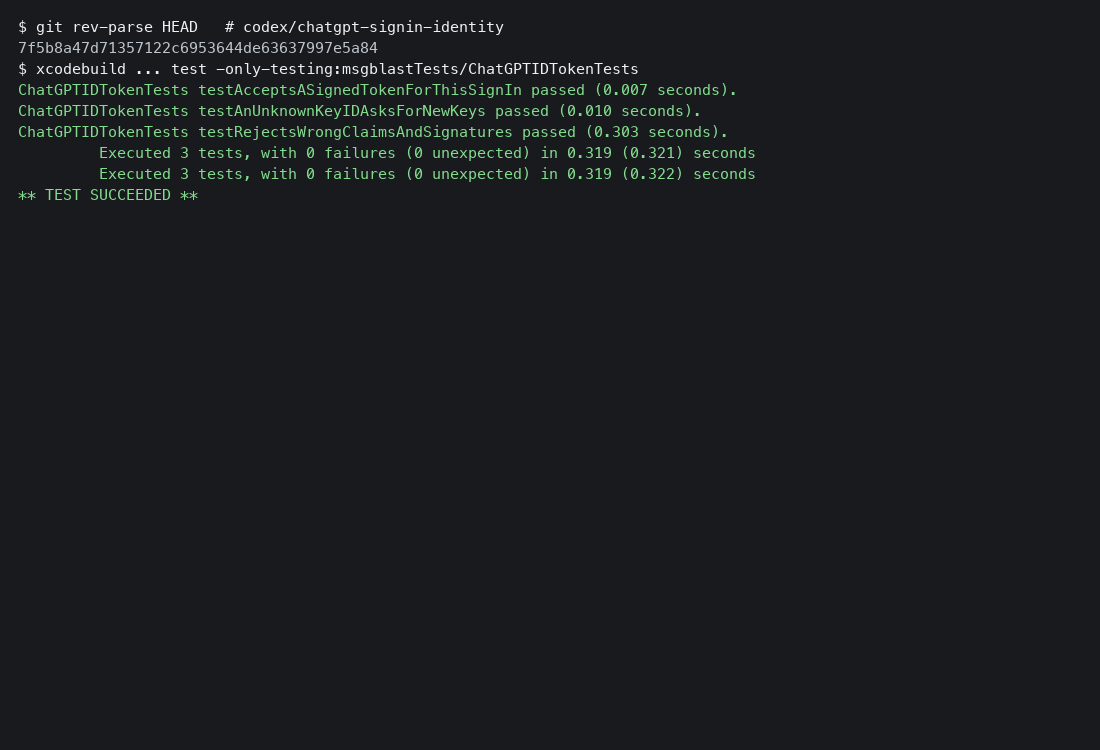 $ git rev-parse HEAD   # codex/chatgpt-signin-identity
7f5b8a47d71357122c6953644de63637997e5a84
$ xcodebuild ... test -only-testing:msgblastTests/ChatGPTIDTokenTests
ChatGPTIDTokenTests testAcceptsASignedTokenForThisSignIn passed (0.007 seconds).
ChatGPTIDTokenTests testAnUnknownKeyIDAsksForNewKeys passed (0.010 seconds).
ChatGPTIDTokenTests testRejectsWrongClaimsAndSignatures passed (0.303 seconds).
         Executed 3 tests, with 0 failures (0 unexpected) in 0.319 (0.321) seconds
         Executed 3 tests, with 0 failures (0 unexpected) in 0.319 (0.322) seconds
** TEST SUCCEEDED **